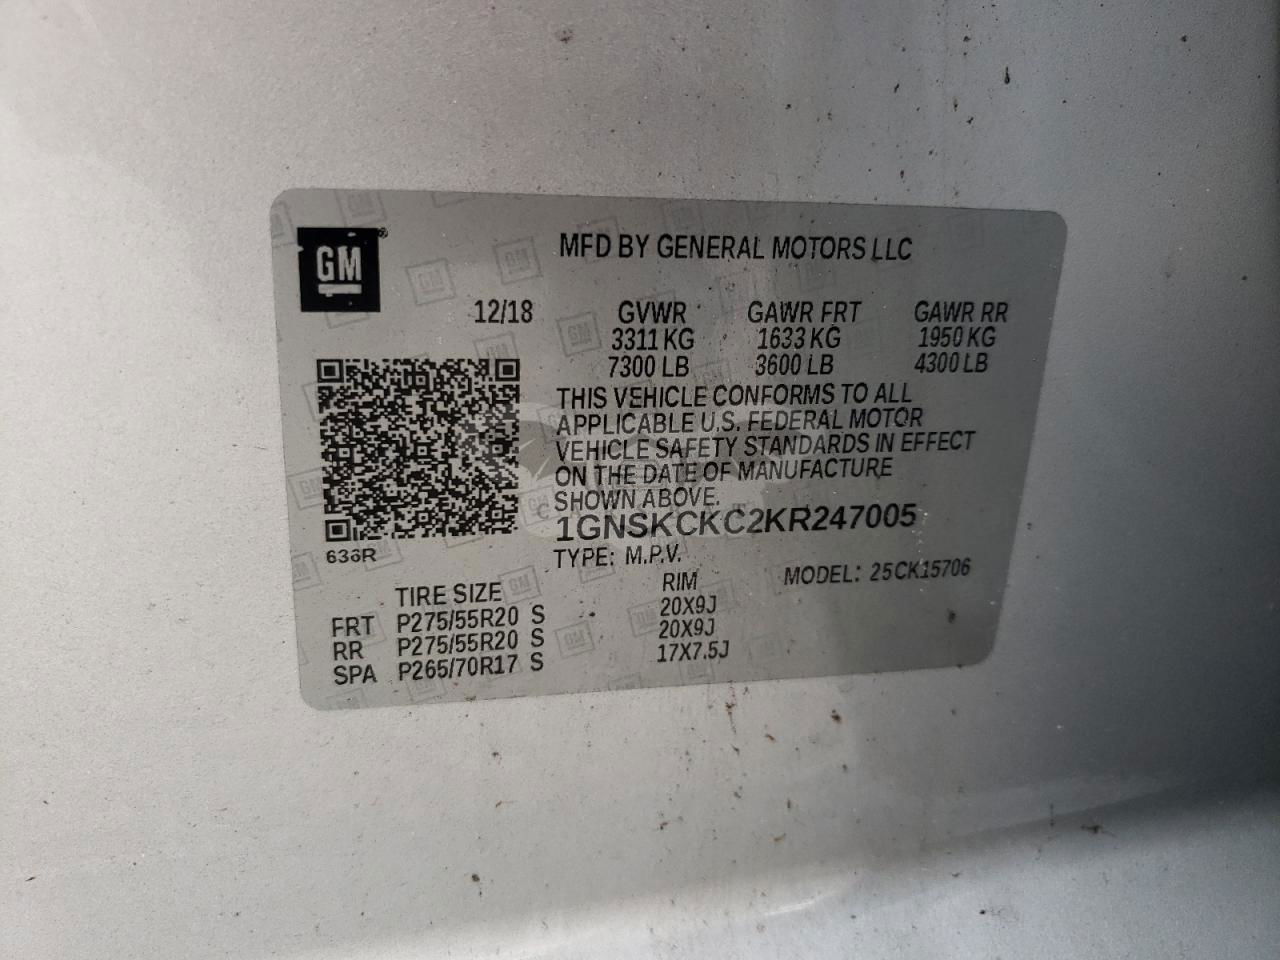 GM®
MFD BY GENERAL MOTORS LLC
12/18 GVWR GAWR FRT GAWR RR
3311 KG 1633 KG 1950 KG
7300 LB 3600 LB 4300 LB
THIS VEHICLE CONFORMS TO ALL
APPLICABLE U.S. FEDERAL MOTOR
VEHICLE SAFETY STANDARDS IN EFFECT
ON THE DATE OF MANUFACTURE
SHOWN ABOVE.
1GNSKCKC2KR247005
636R
TYPE: M.P.V.
MODEL: 25CK15706
TIRE SIZE RIM
FRT P275/55R20 S 20X9J
RR P275/55R20 S 20X9J
SPA P265/70R17 S 17X7.5J